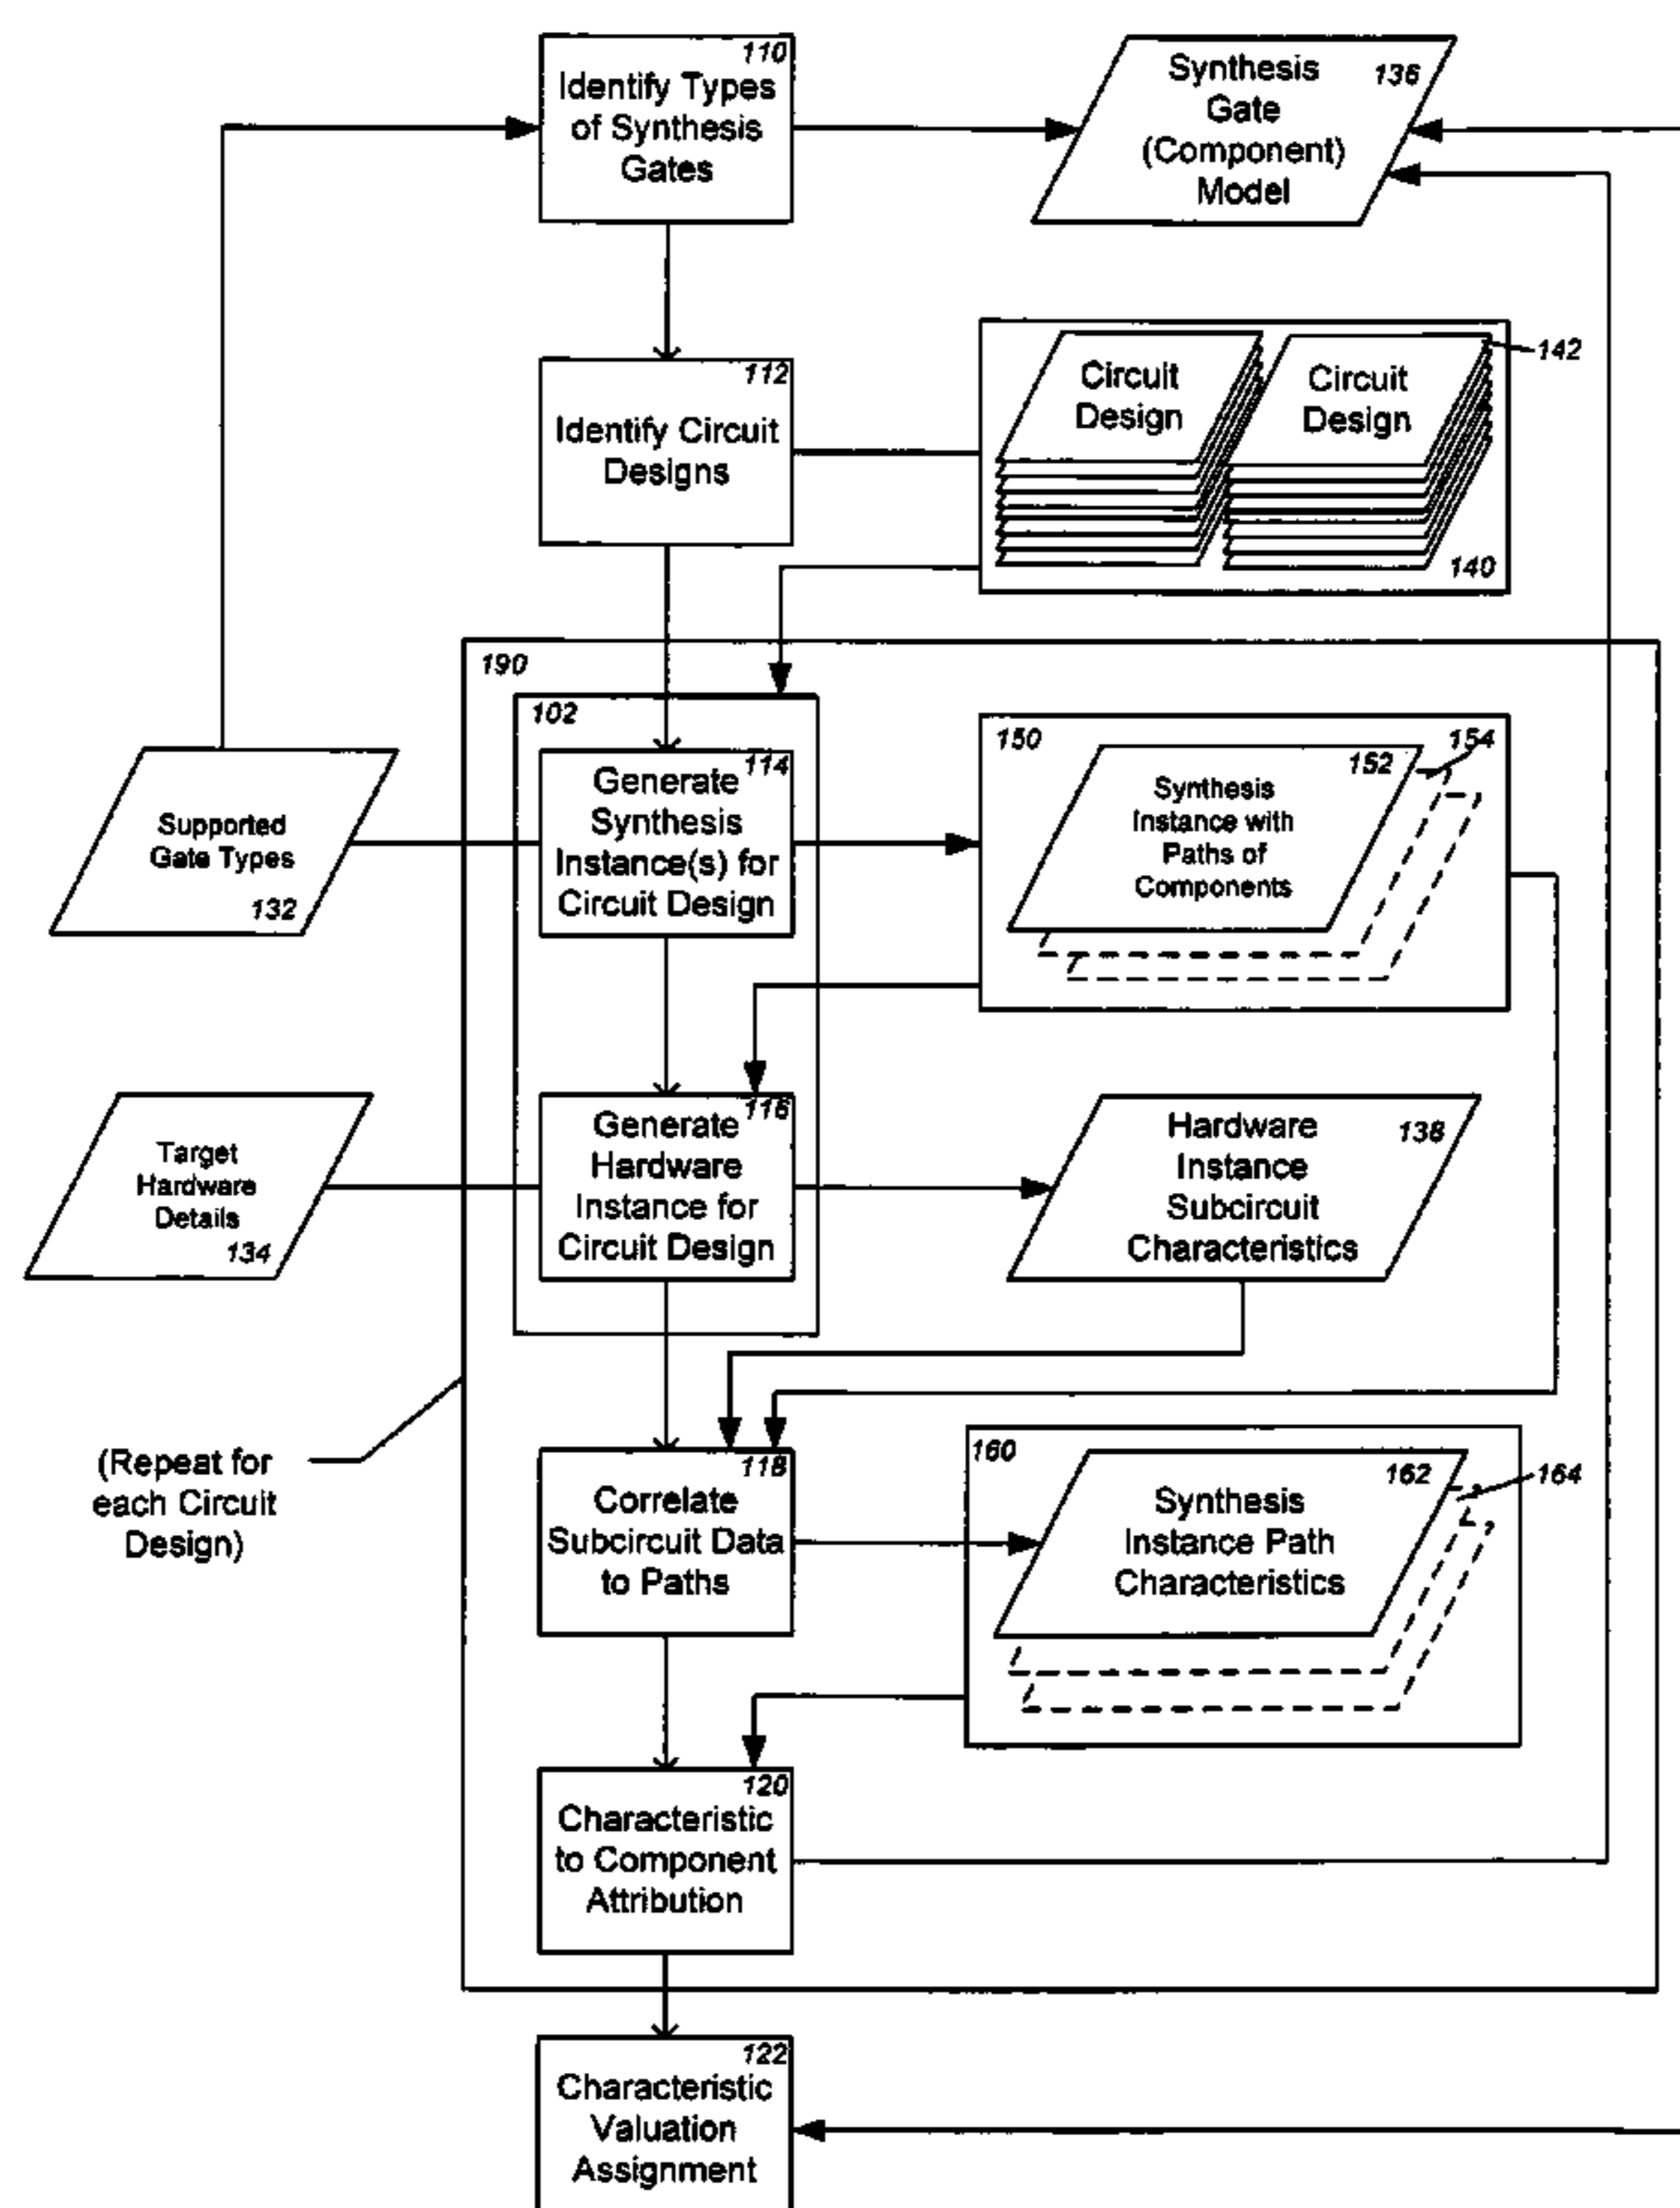 110
Identify Types
of Synthesis
Gates
Synthesis
Gate
(Component)
Model
136
112
Identify Circuit
Designs
Circuit
Design
Circuit
Design
142
140
190
102
114
Generate
Synthesis
Instance(s) for
Circuit Design
150
152
154
Synthesis
Instance with
Paths of
Components
Supported
Gate Types
132
116
Generate
Hardware
Instance for
Circuit Design
Hardware
Instance
Subcircuit
Characteristics
138
Target
Hardware
Details
134
(Repeat for
each Circuit
Design)
118
Correlate
Subcircuit Data
to Paths
160
162
164
Synthesis
Instance Path
Characteristics
120
Characteristic
to Component
Attribution
122
Characteristic
Valuation
Assignment